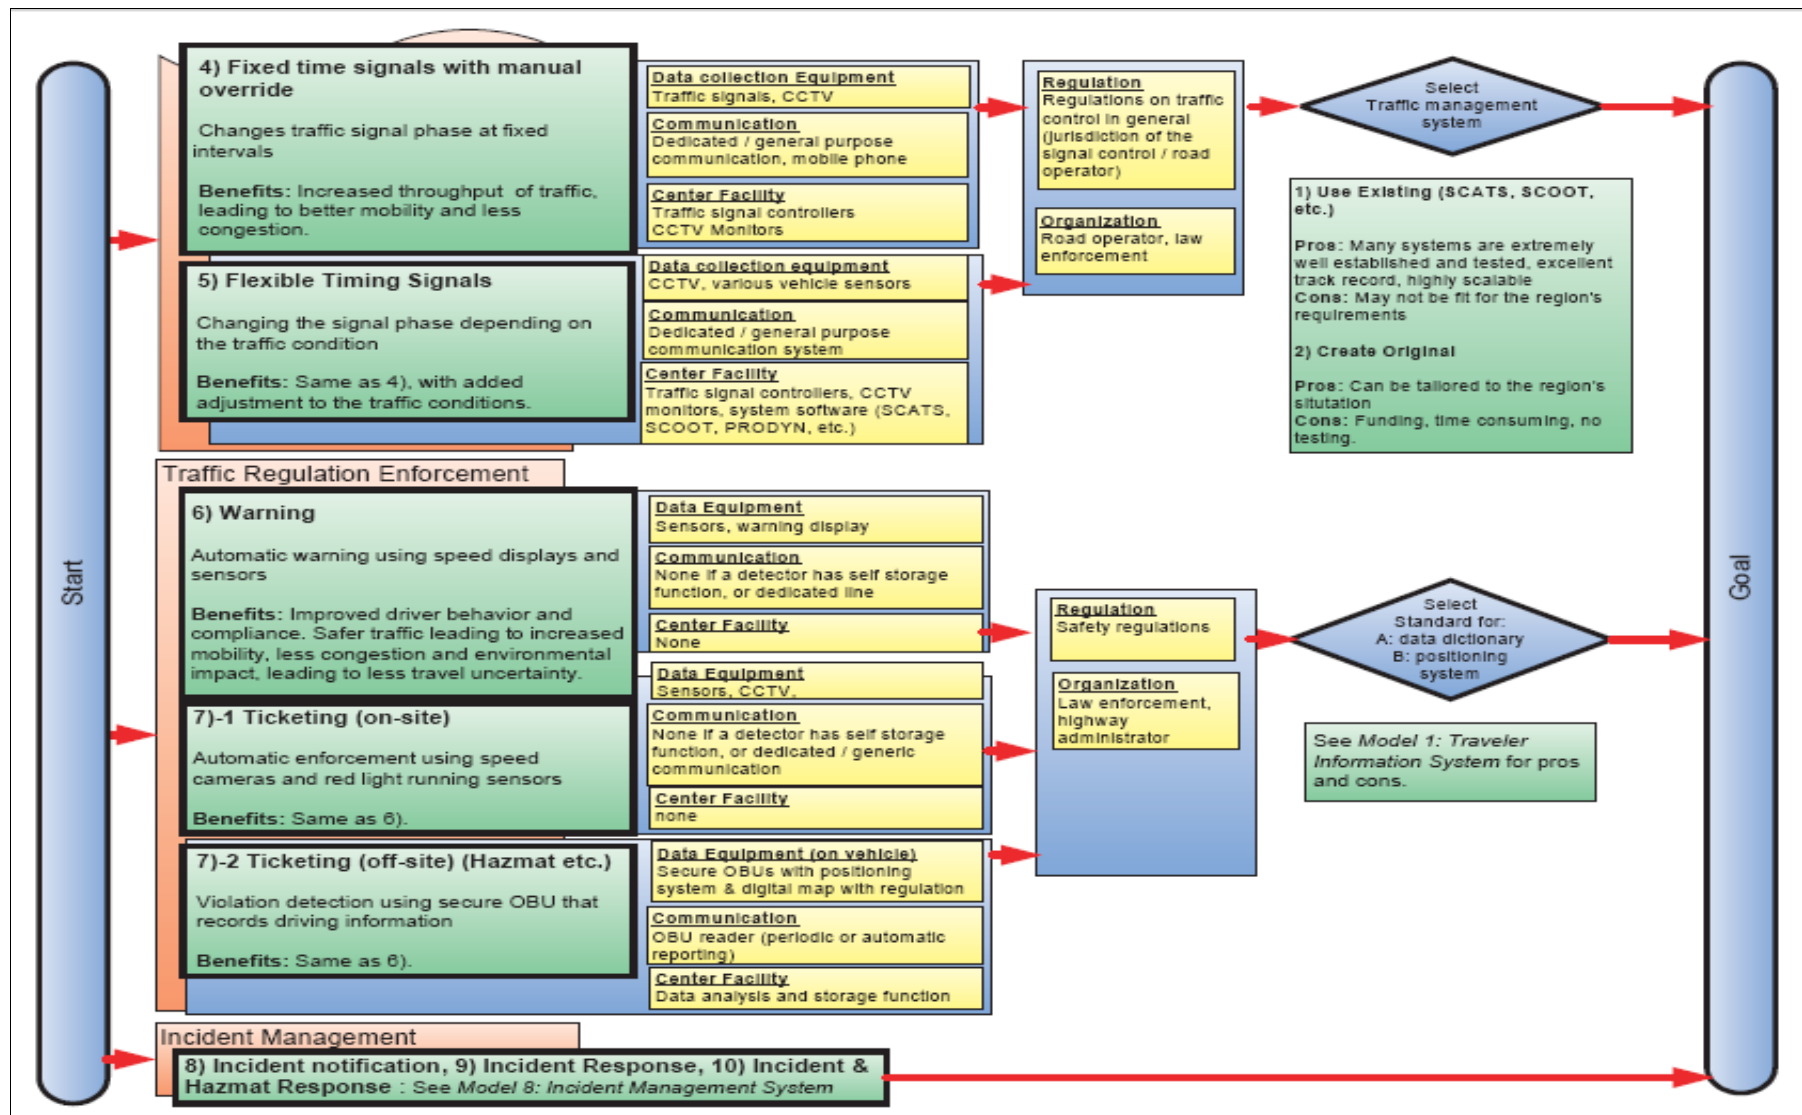 Start
4) Fixed time signals with manual
override
Changes traffic signal phase at fixed
intervals
Benefits: Increased throughput of traffic,
leading to better mobility and less
congestion.
Data collection Equipment
Traffic signals, CCTV
Communication
Dedicated / general purpose
communication, mobile phone
Center Facility
Traffic signal controllers
CCTV Monitors
5) Flexible Timing Signals
Changing the signal phase depending on
the traffic condition
Benefits: Same as 4), with added
adjustment to the traffic conditions.
Data collection equipment
CCTV, various vehicle sensors
Communication
Dedicated / general purpose
communication system
Center Facility
Traffic signal controllers, CCTV
monitors, system software (SCATS,
SCOOT, PRODYN, etc.)
Regulation
Regulations on traffic
control in general
(jurisdiction of the
signal control / road
operator)
Organization
Road operator, law
enforcement
Select
Traffic management
system
1) Use Existing (SCATS, SCOOT,
etc.)
Pros: Many systems are extremely
well established and tested, excellent
track record, highly scalable
Cons: May not be fit for the region's
requirements
2) Create Original
Pros: Can be tailored to the region's
situtation
Cons: Funding, time consuming, no
testing.
Traffic Regulation Enforcement
6) Warning
Automatic warning using speed displays and
sensors
Benefits: Improved driver behavior and
compliance. Safer traffic leading to increased
mobility, less congestion and environmental
impact, leading to less travel uncertainty.
Data Equipment
Sensors, warning display
Communication
None if a detector has self storage
function, or dedicated line
Center Facility
None
7)-1 Ticketing (on-site)
Automatic enforcement using speed
cameras and red light running sensors
Benefits: Same as 6).
Data Equipment
Sensors, CCTV,
Communication
None if a detector has self storage
function, or dedicated / generic
communication
Center Facility
none
7)-2 Ticketing (off-site) (Hazmat etc.)
Violation detection using secure OBU that
records driving information
Benefits: Same as 6).
Data Equipment (on vehicle)
Secure OBUs with positioning
system & digital map with regulation
Communication
OBU reader (periodic or automatic
reporting)
Center Facility
Data analysis and storage function
Regulation
Safety regulations
Organization
Law enforcement,
highway
administrator
Select
Standard for:
A: data dictionary
B: positioning
system
See Model 1: Traveler
Information System for pros
and cons.
Incident Management
8) Incident notification, 9) Incident Response, 10) Incident &
Hazmat Response : See Model 8: Incident Management System
Goal